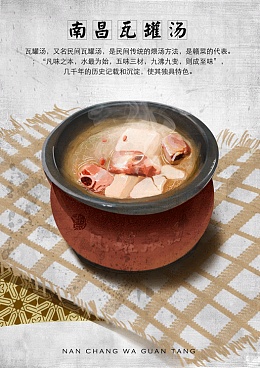 南昌瓦罐汤
瓦罐汤,又名民间瓦罐汤,是民间传统的煨汤方法,是赣菜的代表。
:“凡味之本,水最为始,五味三材,九沸九变,则成至味”,
几千年的历史记载和沉淀,使其独具特色。
NAN CHANG WA GUAN TANG